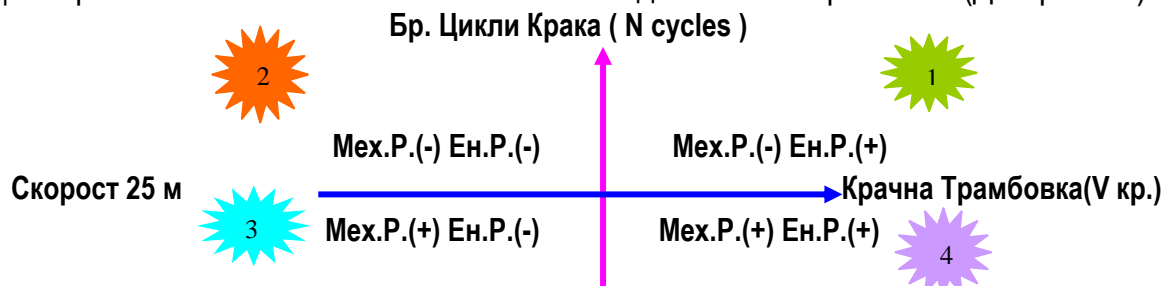 Бр. Цикли Крака ( N cycles )
2
1
Мех.Р.(-) Ен.Р.(-)
Мех.Р.(-) Ен.Р.(+)
Скорост 25 м
Крачна Трамбовка(V кр.)
3
Мех.Р.(+) Ен.Р.(-)
Мех.Р.(+) Ен.Р.(+)
4